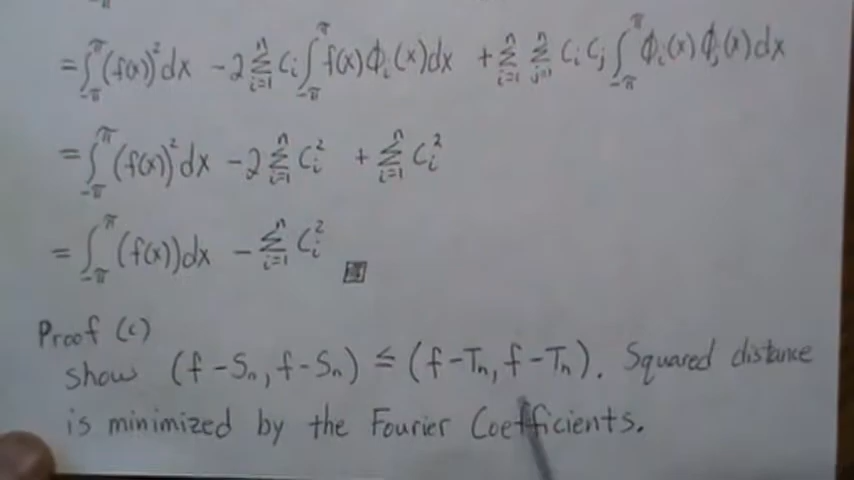 = ∫_{-π}^{π} (f(x))² dx - 2 Σ_{i=1}^{n} C_i ∫_{-π}^{π} f(x) ϕ_i(x) dx + Σ_{i=1}^{n} Σ_{j=1}^{n} C_i C_j ∫_{-π}^{π} ϕ_i(x) ϕ_j(x) dx
= ∫_{-π}^{π} (f(x))² dx - 2 Σ_{i=1}^{n} C_i² + Σ_{i=1}^{n} C_i²
= ∫_{-π}^{π} (f(x)) dx - Σ_{i=1}^{n} C_i²
Proof (c)
show (f - S_n, f - S_n) ≤ (f - T_n, f - T_n). Squared distance
is minimized by the Fourier Coefficients.